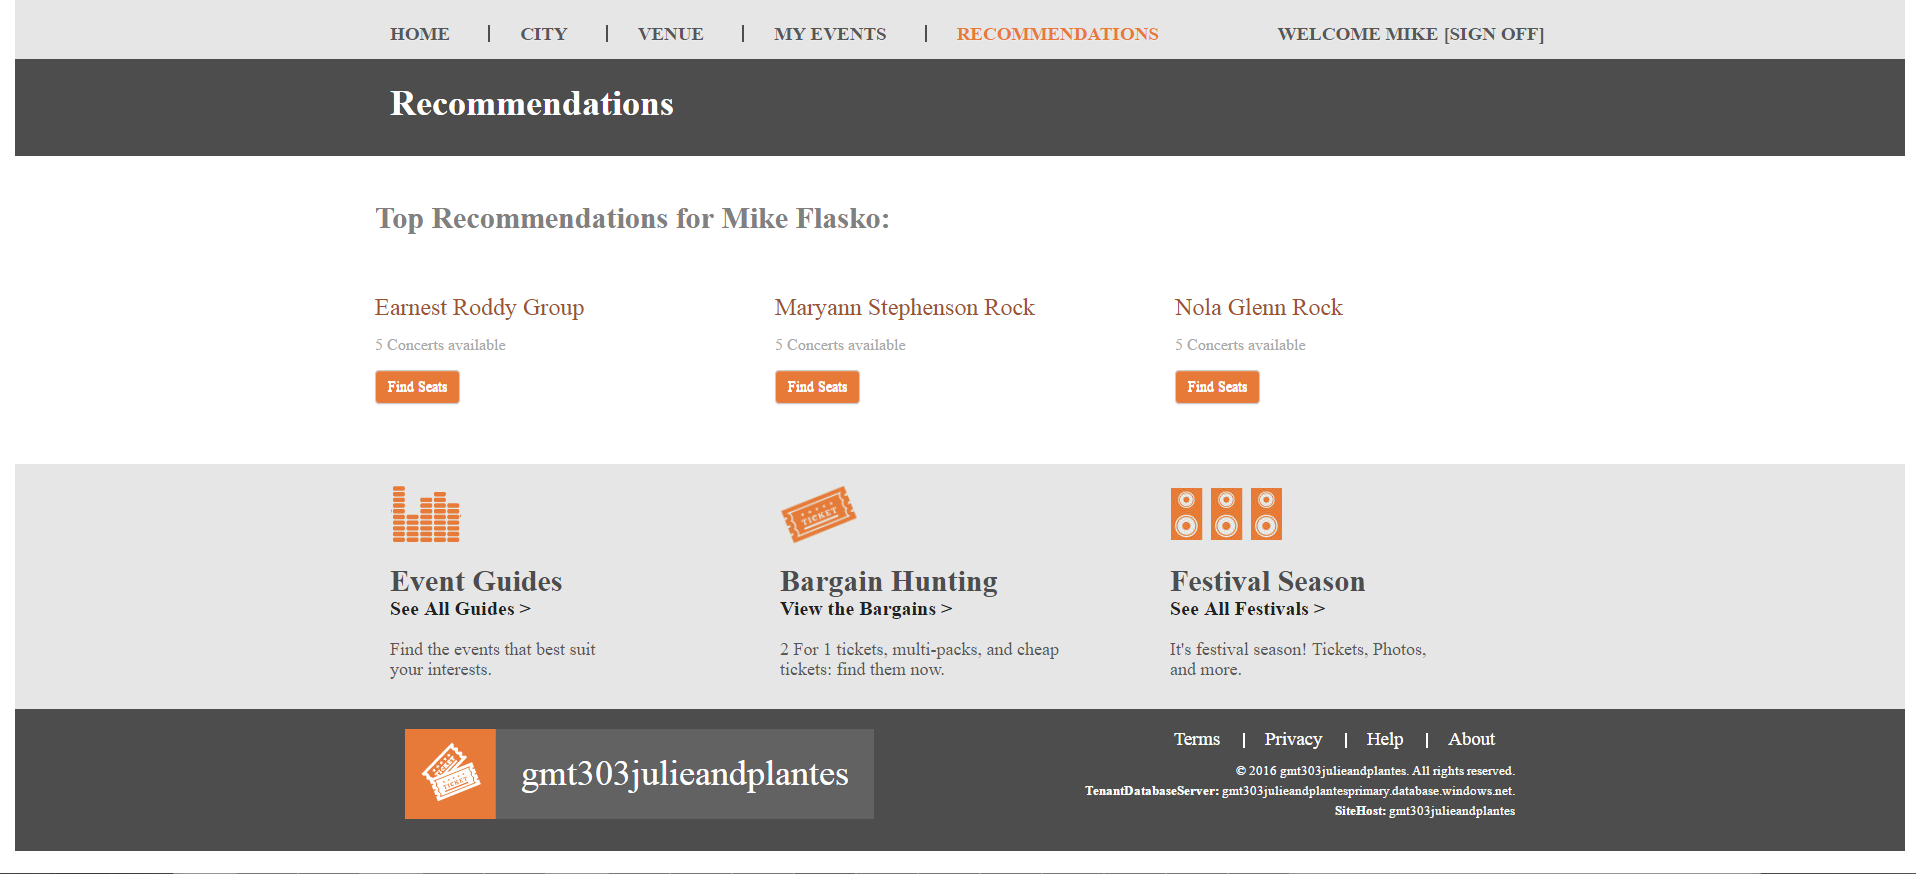 HOME | CITY | VENUE | MY EVENTS | RECOMMENDATIONS WELCOME MIKE [SIGN OFF]
Recommendations
Top Recommendations for Mike Flasko:
Earnest Roddy Group
5 Concerts available
Find Seats
Maryann Stephenson Rock
5 Concerts available
Find Seats
Nola Glenn Rock
5 Concerts available
Find Seats
Event Guides
See All Guides >
Find the events that best suit
your interests.
TICKET
Bargain Hunting
View the Bargains >
2 For 1 tickets, multi-packs, and cheap
tickets: find them now.
Festival Season
See All Festivals >
It's festival season! Tickets, Photos,
and more.
TICKET
TICKET
gmt303julieandplantes
Terms | Privacy | Help | About
© 2016 gmt303julieandplantes. All rights reserved.
TenantDatabaseServer: gmt303julieandplantesprimary.database.windows.net.
SiteHost: gmt303julieandplantes